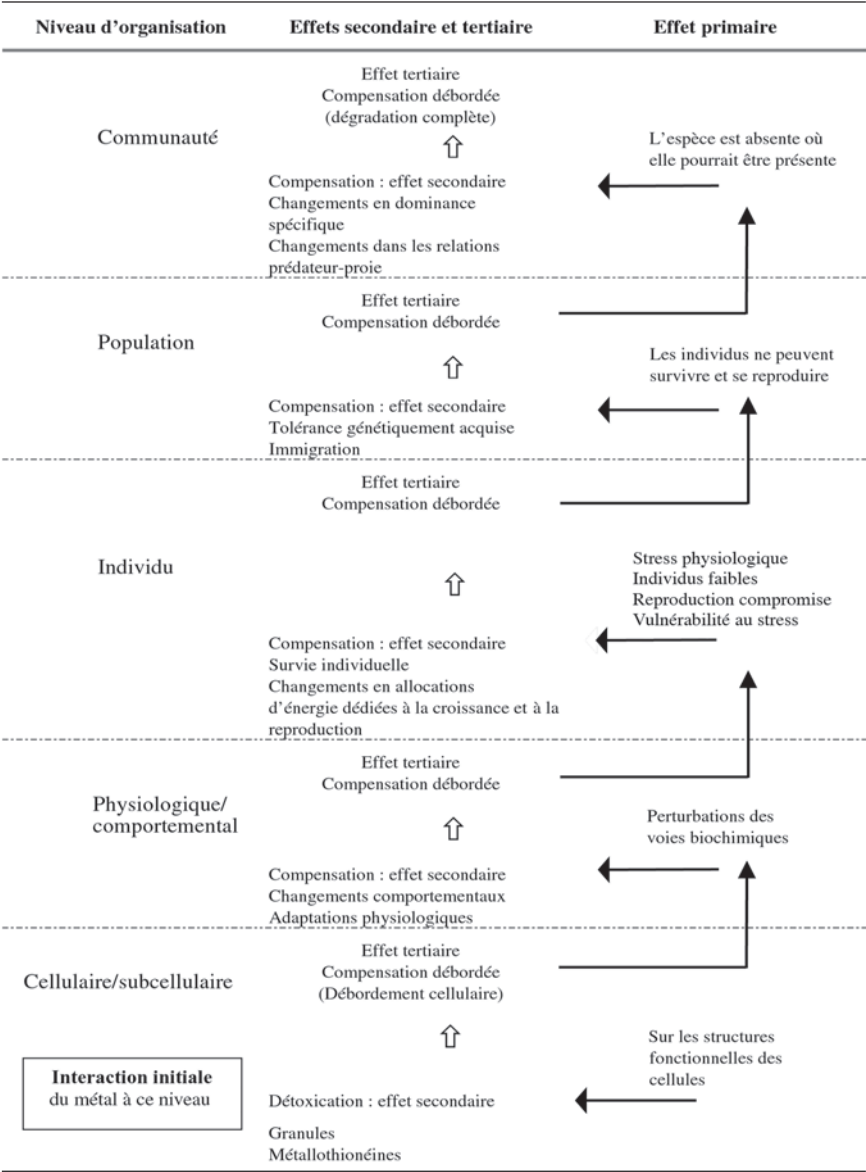 Niveau d'organisation
Effets secondaire et tertiaire
Effet primaire
Communauté
Effet tertiaire
Compensation débordée
(dégradation complète)
Compensation : effet secondaire
Changements en dominance
spécifique
Changements dans les relations
prédateur-proie
L'espèce est absente où
elle pourrait être présente
Population
Effet tertiaire
Compensation débordée
Compensation : effet secondaire
Tolérance génétiquement acquise
Immigration
Les individus ne peuvent
survivre et se reproduire
Individu
Effet tertiaire
Compensation débordée
Compensation : effet secondaire
Survie individuelle
Changements en allocations
d'énergie dédiées à la croissance et à la
reproduction
Stress physiologique
Individus faibles
Reproduction compromise
Vulnérabilité au stress
Physiologique/
comportemental
Effet tertiaire
Compensation débordée
Compensation : effet secondaire
Changements comportementaux
Adaptations physiologiques
Perturbations des
voies biochimiques
Cellulaire/subcellulaire
Interaction initiale
du métal à ce niveau
Effet tertiaire
Compensation débordée
(Débordement cellulaire)
Détoxication : effet secondaire
Granules
Métallothionéines
Sur les structures
fonctionnelles des
cellules